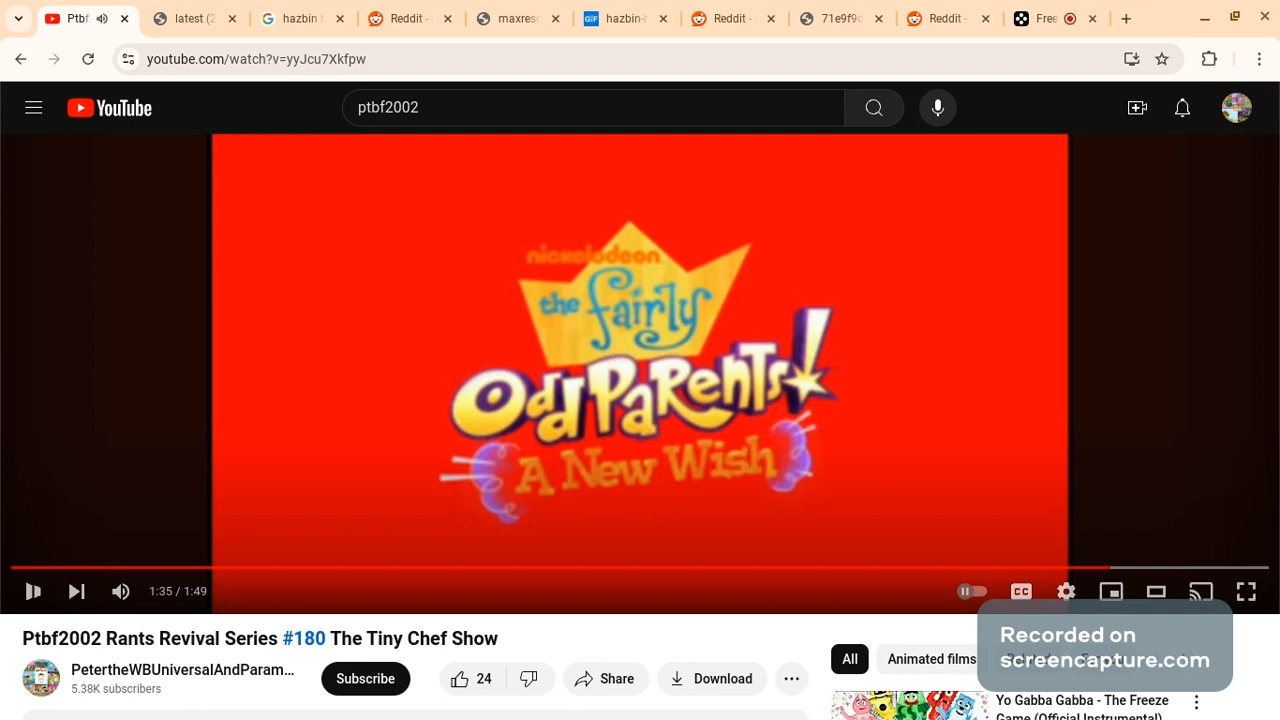 Ptbf
latest (2
hazbin h
Reddit -
maxresc
hazbin-h
Reddit -
71e9f9d
Reddit -
Free
youtube.com/watch?v=yyJcu7Xkfpw
YouTube
ptbf2002
nickelodeon
the fairly
OddParents!
A New Wish
1:35 / 1:49
CC
Ptbf2002 Rants Revival Series #180 The Tiny Chef Show
PetertheWBUniversalAndParam...
5.38K subscribers
Subscribe
24
Share
Download
All
Animated films
Recorded on
screencapture.com
Yo Gabba Gabba - The Freeze
Game (Official Instrumental)